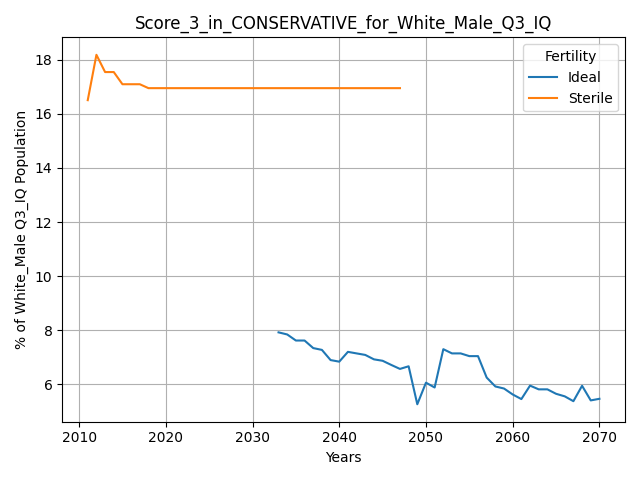 Score_3_in_CONSERVATIVE_for_White_Male_Q3_IQ
Fertility
Ideal
Sterile
% of White_Male Q3_IQ Population
18
16
14
12
10
8
6
2010 2020 2030 2040 2050 2060 2070
Years